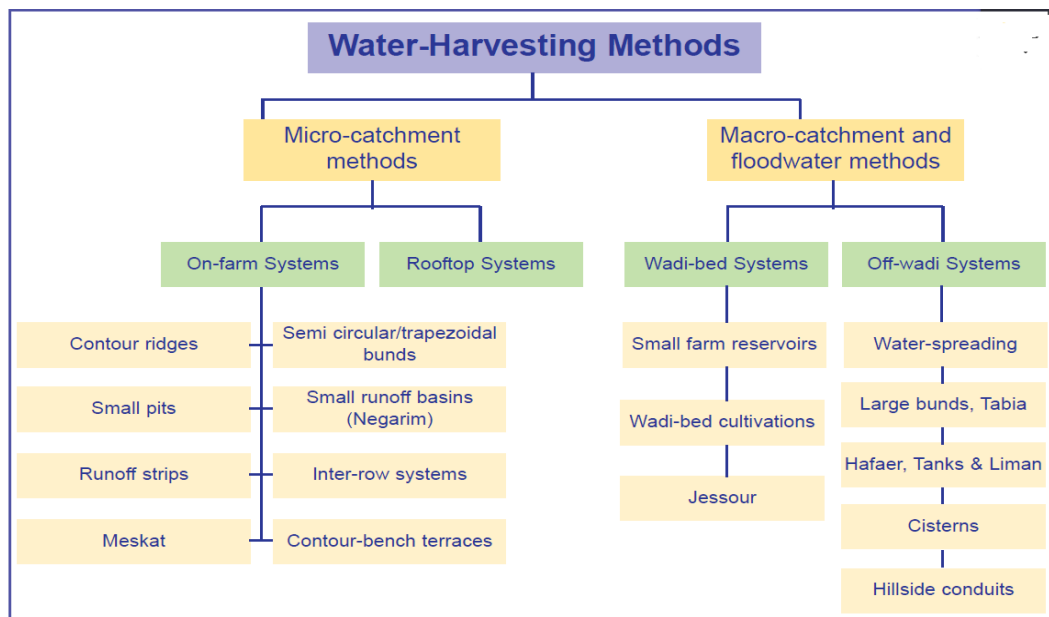 Water-Harvesting Methods
Micro-catchment
methods
Macro-catchment and
floodwater methods
On-farm Systems
Rooftop Systems
Wadi-bed Systems
Off-wadi Systems
Contour ridges
Semi circular/trapezoidal
bunds
Small pits
Small runoff basins
(Negarim)
Runoff strips
Inter-row systems
Meskat
Contour-bench terraces
Small farm reservoirs
Wadi-bed cultivations
Jessour
Water-spreading
Large bunds, Tabia
Hafaer, Tanks & Liman
Cisterns
Hillside conduits